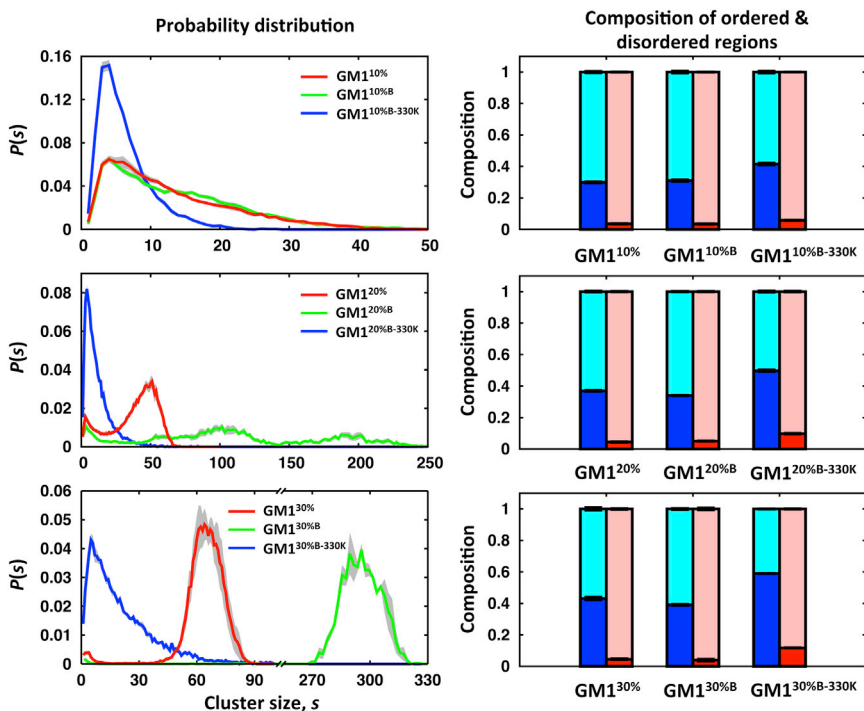 Probability distribution
Composition of ordered &
disordered regions
0.16
0.12
0.08
0.04
0
P(s)
GM1^10%
GM1^10%B
GM1^10%B-330K
0 10 20 30 40 50
1
0.8
0.6
0.4
0.2
0
Composition
GM1^10% GM1^10%B GM1^10%B-330K
0.08
0.06
0.04
0.02
0
P(s)
GM1^20%
GM1^20%B
GM1^20%B-330K
0 50 100 150 200 250
1
0.8
0.6
0.4
0.2
0
Composition
GM1^20% GM1^20%B GM1^20%B-330K
0.06
0.05
0.04
0.03
0.02
0.01
0
P(s)
GM1^30%
GM1^30%B
GM1^30%B-330K
0 30 60 90 270 300 330
Cluster size, s
1
0.8
0.6
0.4
0.2
0
Composition
GM1^30% GM1^30%B GM1^30%B-330K